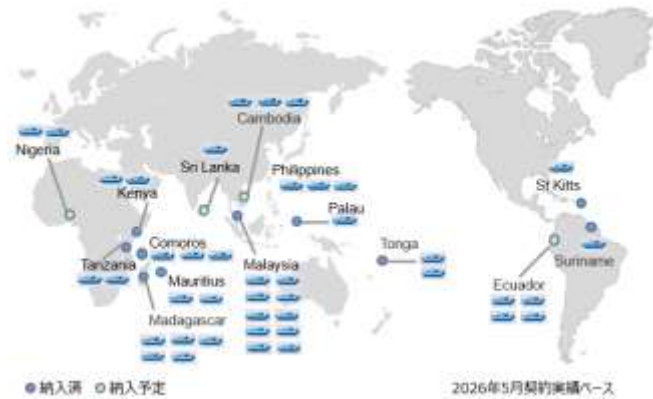 Cambodia
Nigeria
Sri Lanka
Philippines
Kenya
St Kitts
Palau
Comoros
Tonga
Tanzania
Mauritius
Malaysia
Suriname
Ecuador
Madagascar
納入済 納入予定
2026年5月契約実績ベース